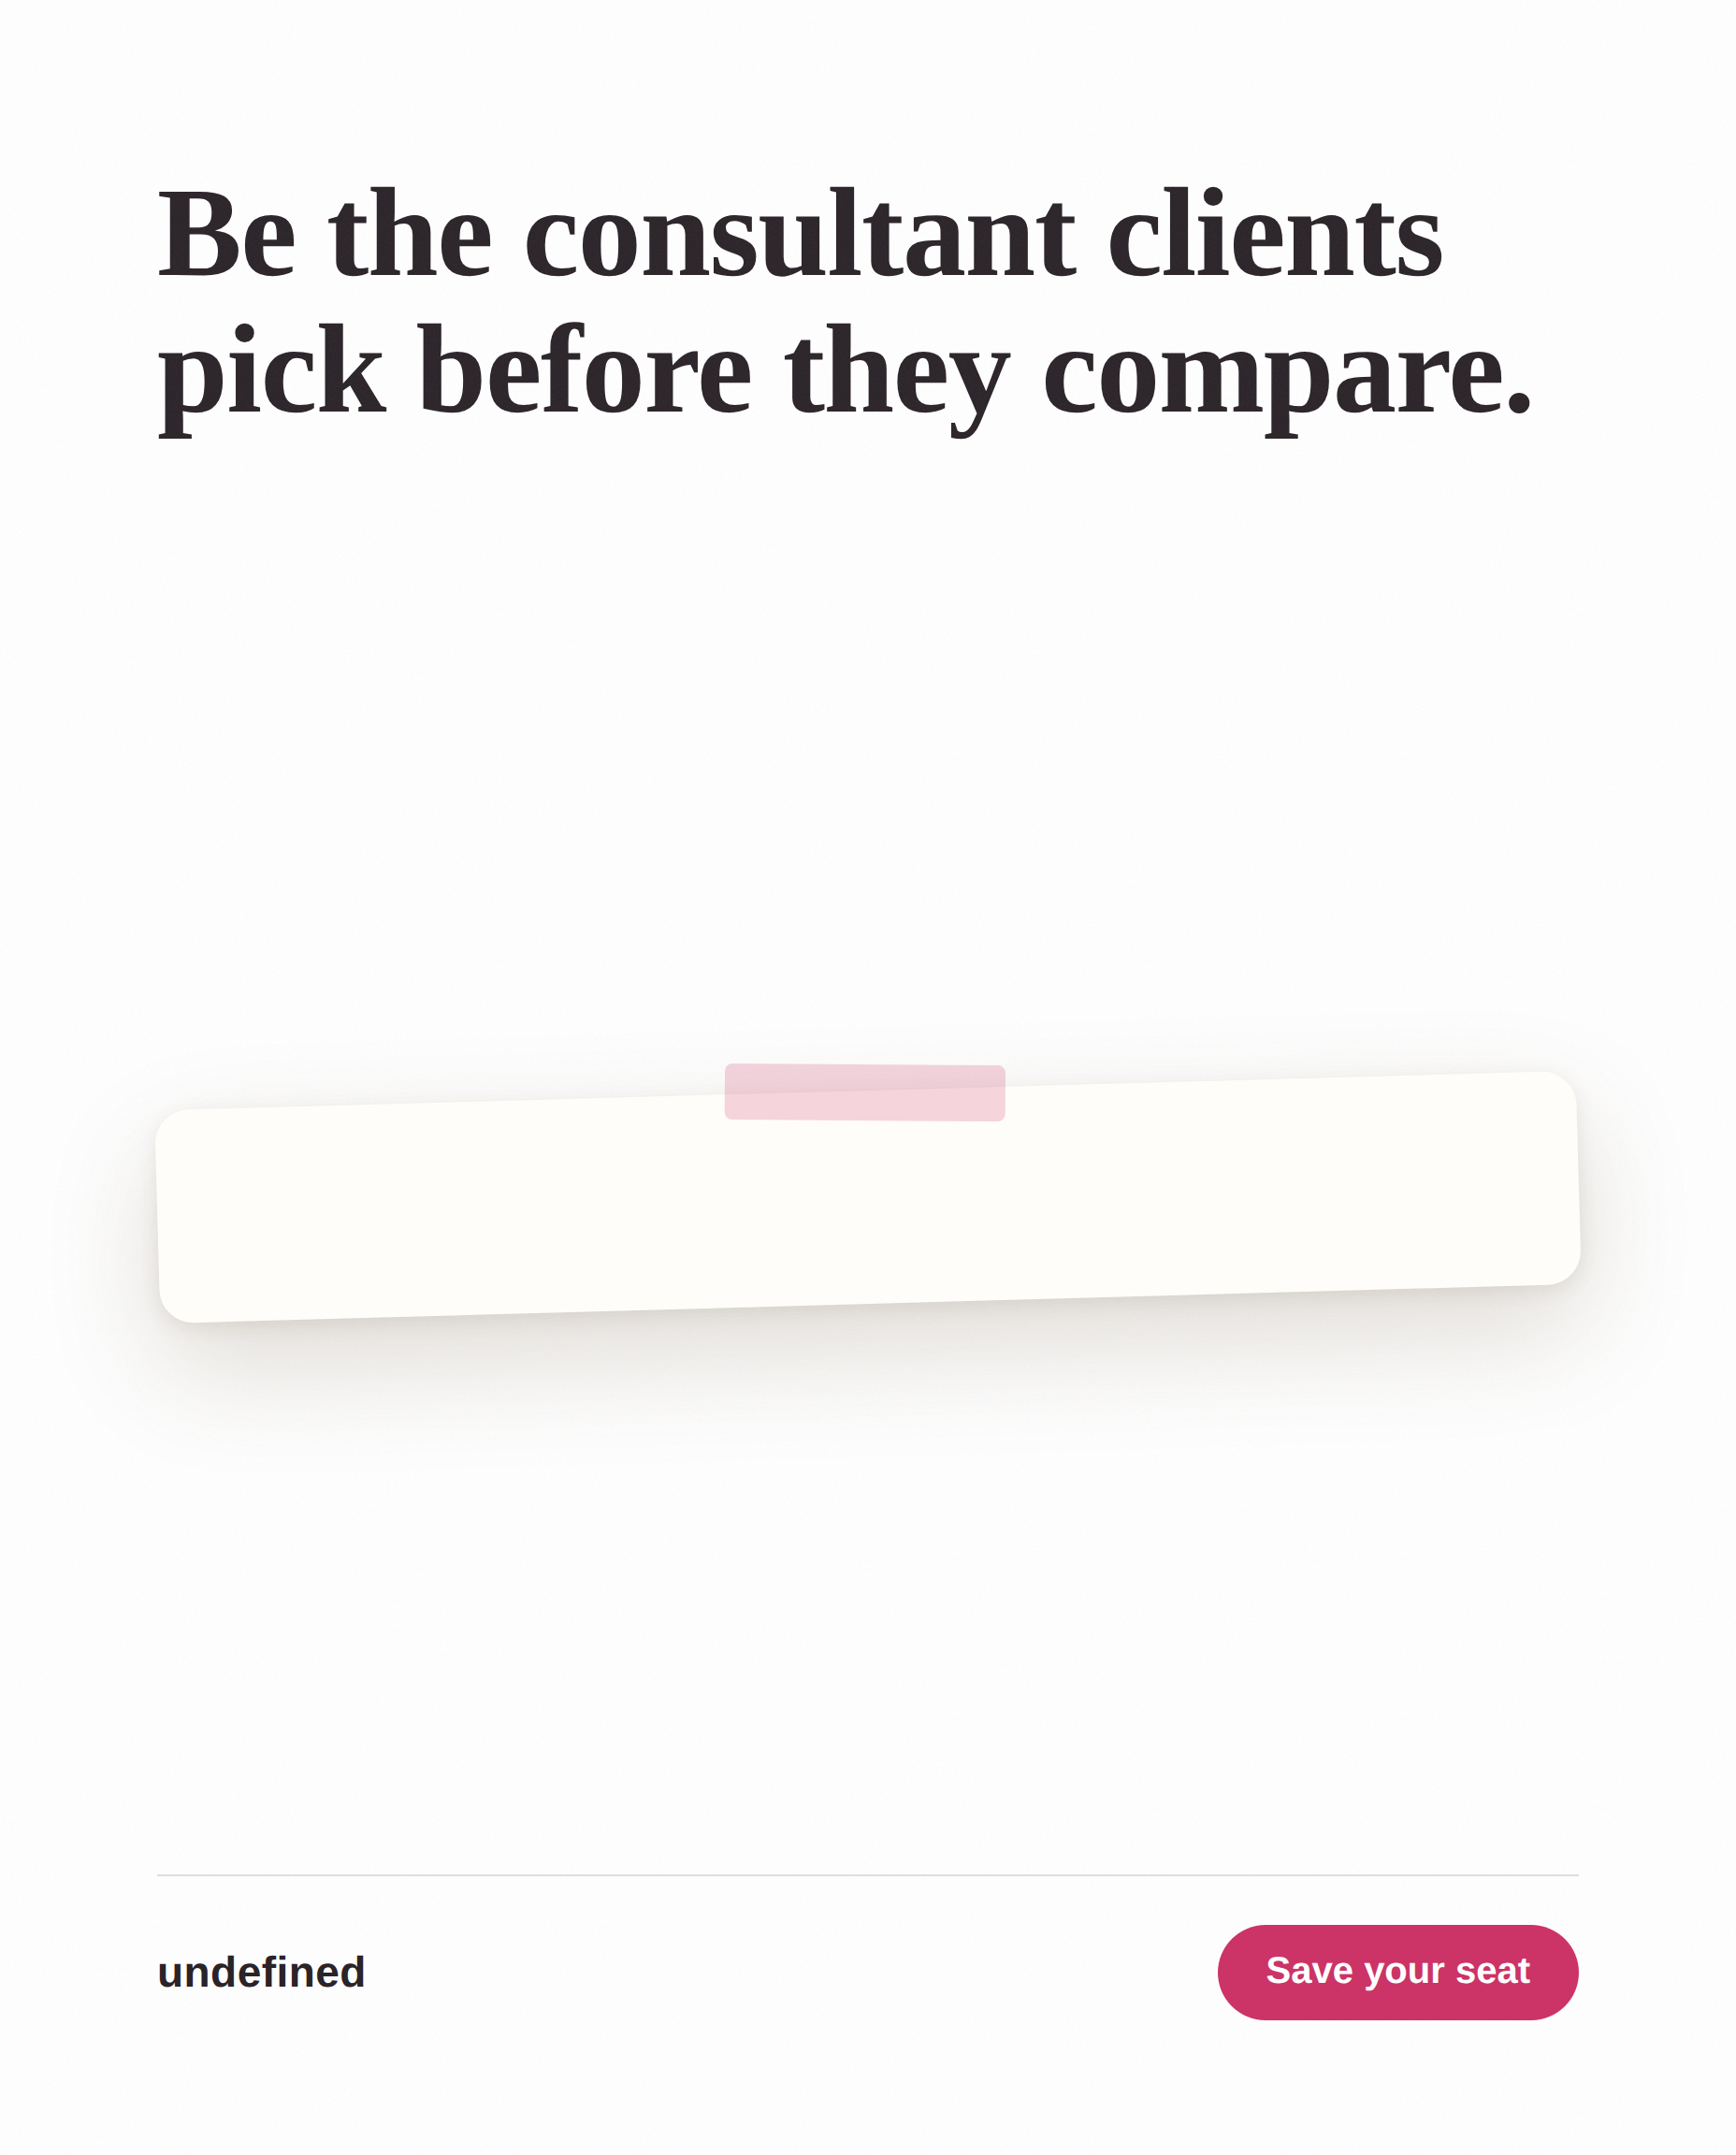 Be the consultant clients
pick before they compare.
undefined
Save your seat